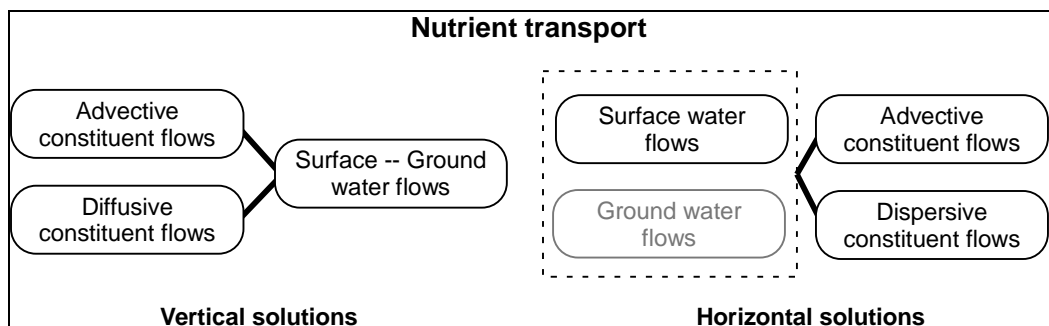 Nutrient transport
Advective
constituent flows
Diffusive
constituent flows
Surface -- Ground
water flows
Vertical solutions
Surface water
flows
Ground water
flows
Advective
constituent flows
Dispersive
constituent flows
Horizontal solutions